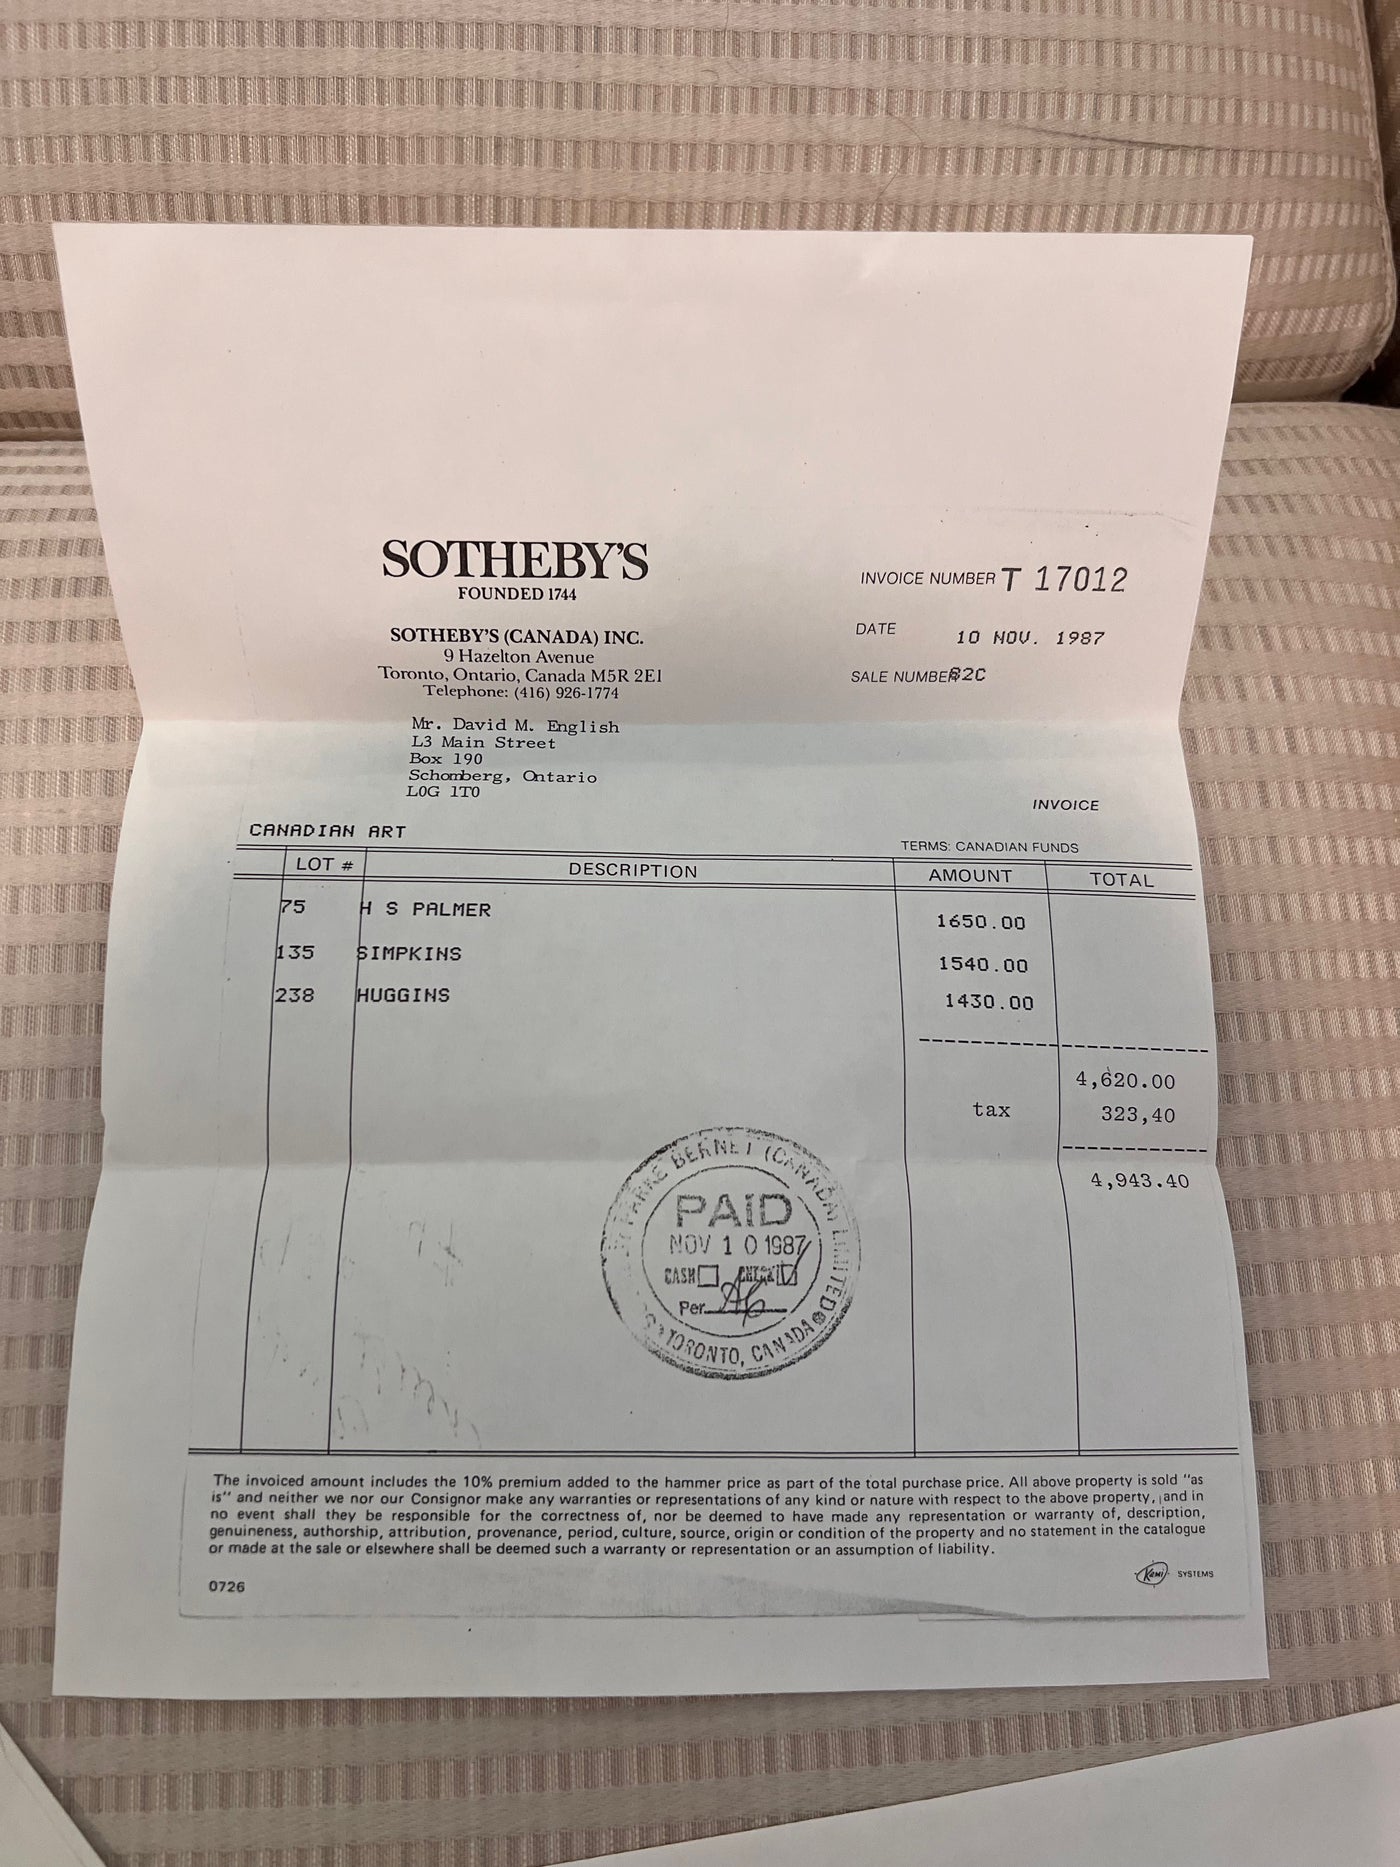 SOTHEBY'S
FOUNDED 1744
SOTHEBY'S (CANADA) INC.
9 Hazelton Avenue
Toronto, Ontario, Canada M5R 2E1
Telephone: (416) 926-1774
INVOICE NUMBER T 17012
DATE 10 NOV. 1987
SALE NUMBER 82C
Mr. David M. English
L3 Main Street
Box 190
Schomberg, Ontario
L0G 1T0
INVOICE
CANADIAN ART
TERMS: CANADIAN FUNDS
LOT # DESCRIPTION AMOUNT TOTAL
75 H S PALMER 1650.00
135 SIMPKINS 1540.00
238 HUGGINS 1430.00
4,620.00
tax 323,40
4,943.40
PARKE BERNET (CANADA) LIMITED
PAID
NOV 10 1987
CASH
Per
TORONTO, CANADA
The invoiced amount includes the 10% premium added to the hammer price as part of the total purchase price. All above property is sold "as
is" and neither we nor our Consignor make any warranties or representations of any kind or nature with respect to the above property, and in
no event shall they be responsible for the correctness of, nor be deemed to have made any representation or warranty of, description,
genuineness, authorship, attribution, provenance, period, culture, source, origin or condition of the property and no statement in the catalogue
or made at the sale or elsewhere shall be deemed such a warranty or representation or an assumption of liability.
0726
SYSTEMS